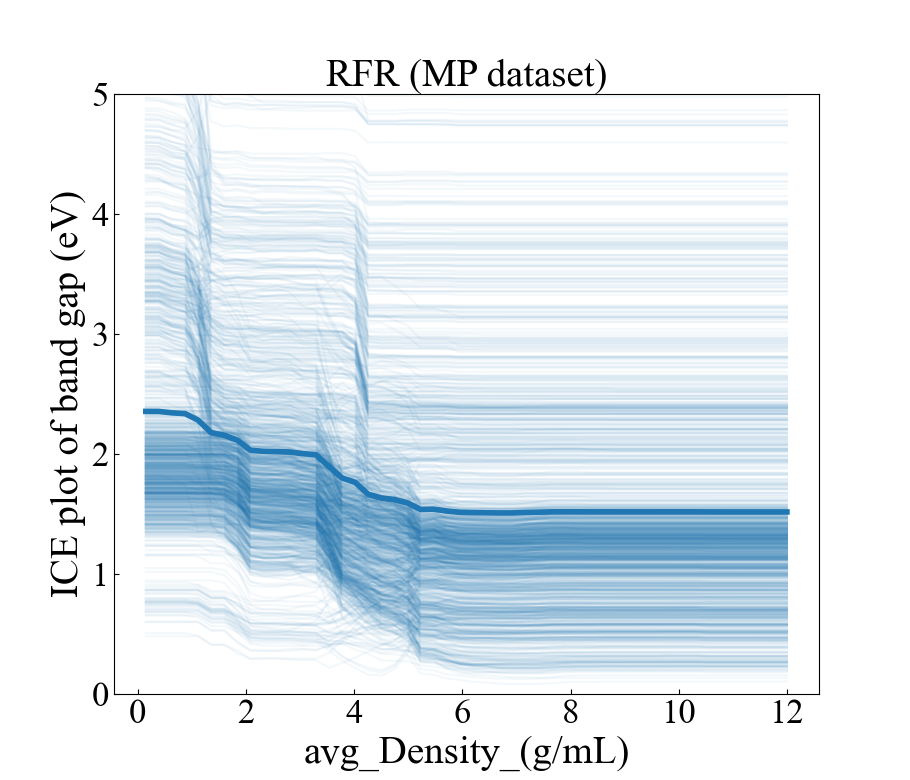 RFR (MP dataset)
ICE plot of band gap (eV)
5
4
3
2
1
0
0 2 4 6 8 10 12
avg_Density_(g/mL)